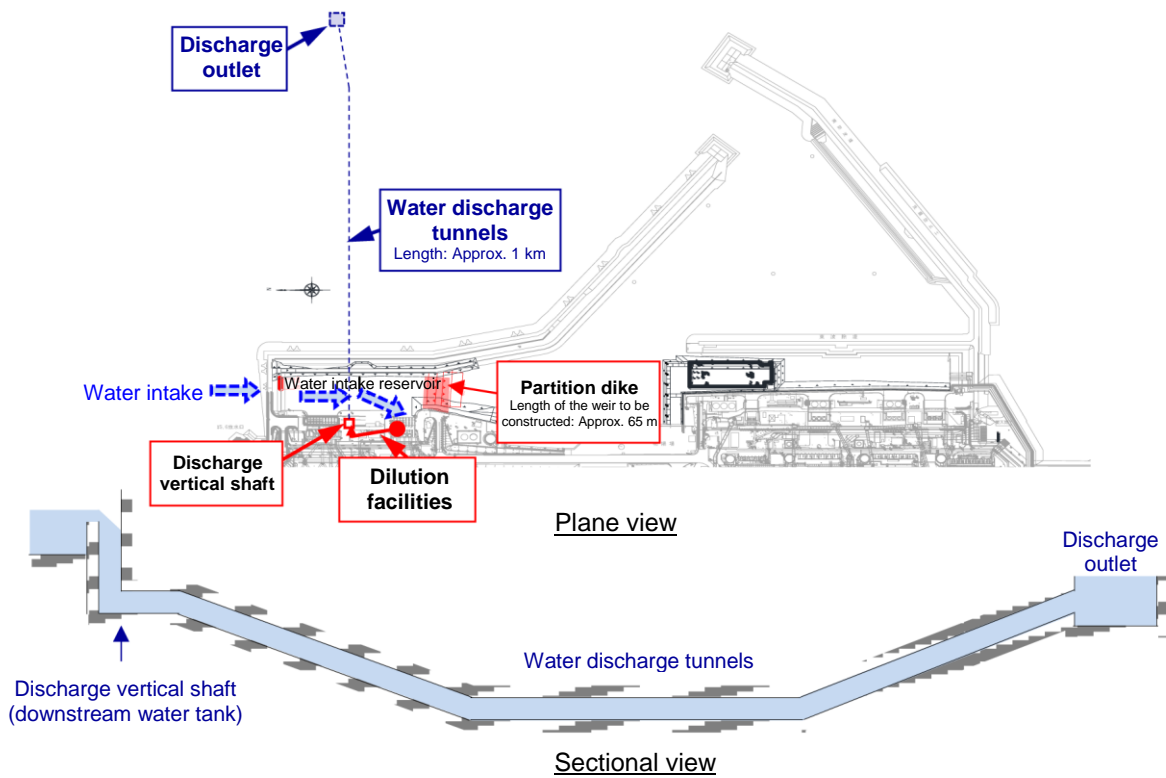 Discharge
outlet
Water discharge
tunnels
Length: Approx. 1 km
Water intake
Water intake reservoir
Partition dike
Length of the weir to be
constructed: Approx. 65 m
Discharge
vertical shaft
Dilution
facilities
Plane view
Discharge
outlet
Water discharge tunnels
Discharge vertical shaft
(downstream water tank)
Sectional view